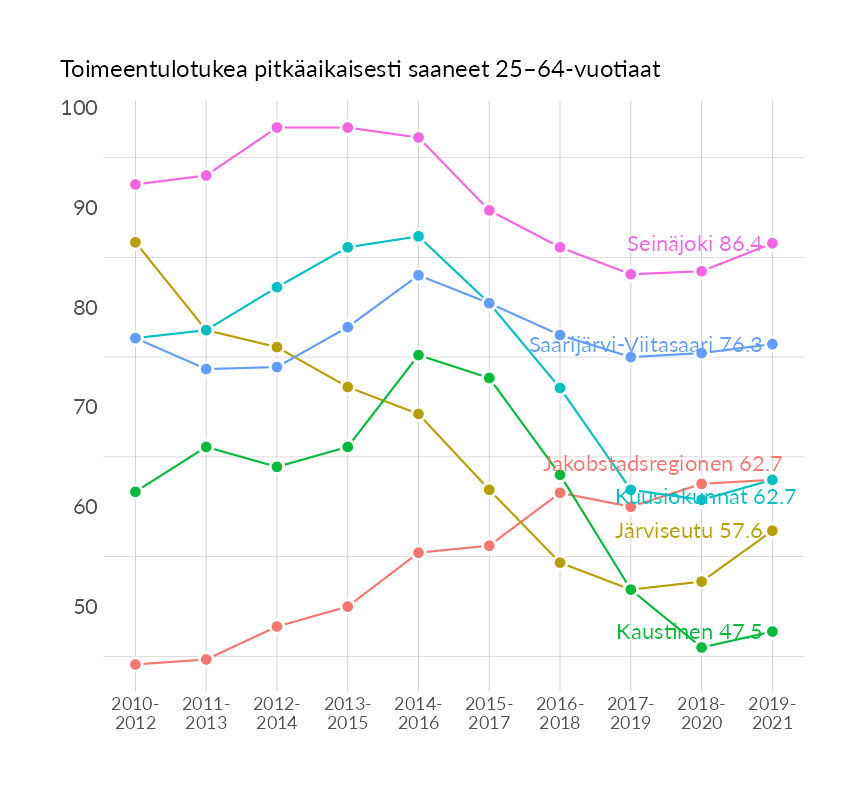 Toimeentulotukea pitkäaikaisesti saaneet 25–64-vuotiaat
100
90
80
70
60
50
Seinäjoki 86.4
Saarijärvi-Viitasaari 76.3
Jakobstadsregionen 62.7
Kuusiokunnat 62.7
Järviseutu 57.6
Kaustinen 47.5
2010- 2011- 2012- 2013- 2014- 2015- 2016- 2017- 2018- 2019-
2012 2013 2014 2015 2016 2017 2018 2019 2020 2021